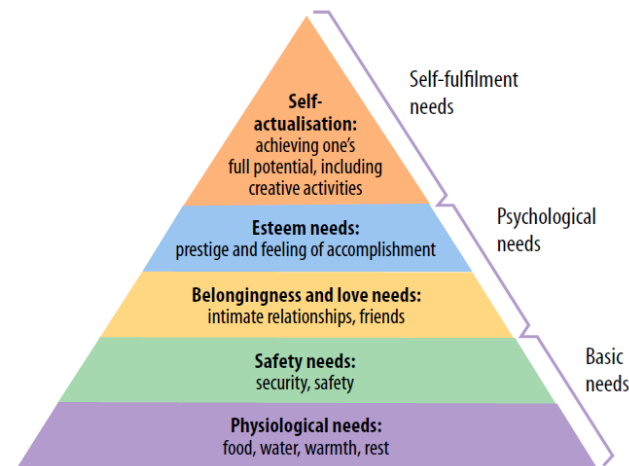 Self-
actualisation:
achieving one's
full potential, including
creative activities
Self-fulfilment
needs
Esteem needs:
prestige and feeling of accomplishment
Psychological
needs
Belongingness and love needs:
intimate relationships, friends
Safety needs:
security, safety
Basic
needs
Physiological needs:
food, water, warmth, rest